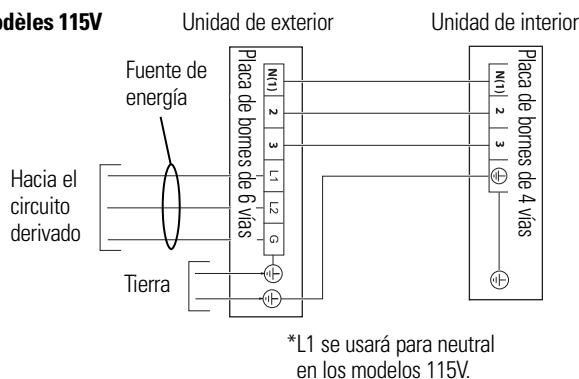 odèles 115V
Unidad de exterior
Unidad de interior
Fuente de
energía
Placa de bornes de 6 vías
N(1)
2
3
L1
L2
G
Placa de bornes de 4 vías
N(1)
2
3
Hacia el
circuito
derivado
Tierra
*L1 se usará para neutral
en los modelos 115V.